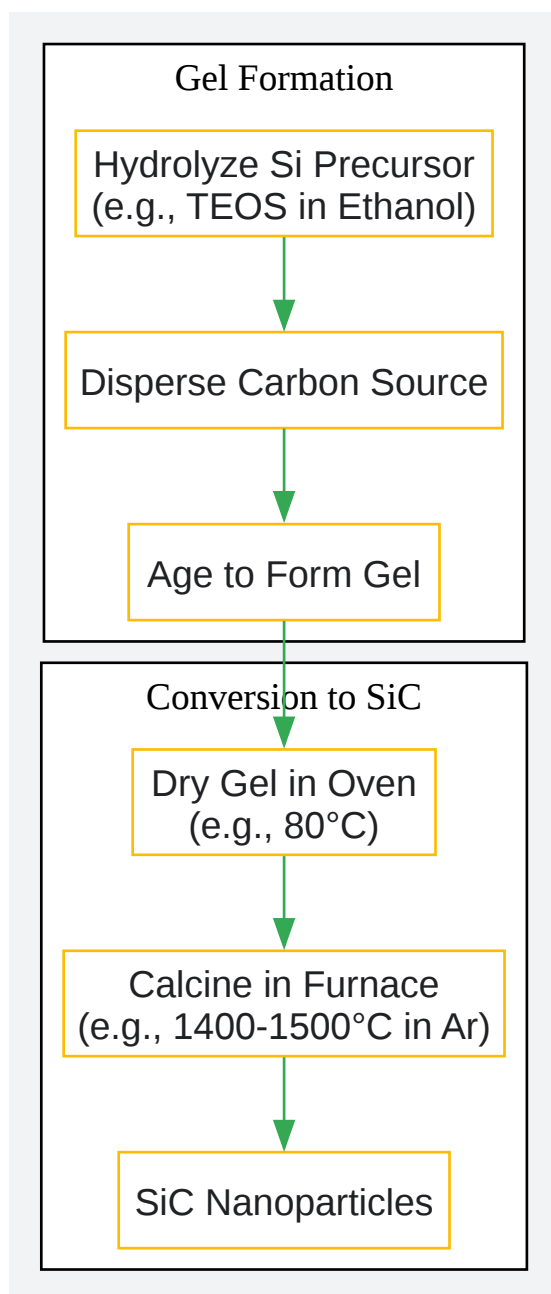 Gel Formation
Hydrolyze Si Precursor
(e.g., TEOS in Ethanol)
Disperse Carbon Source
Age to Form Gel
Conversion to SiC
Dry Gel in Oven
(e.g., 80°C)
Calcine in Furnace
(e.g., 1400-1500°C in Ar)
SiC Nanoparticles